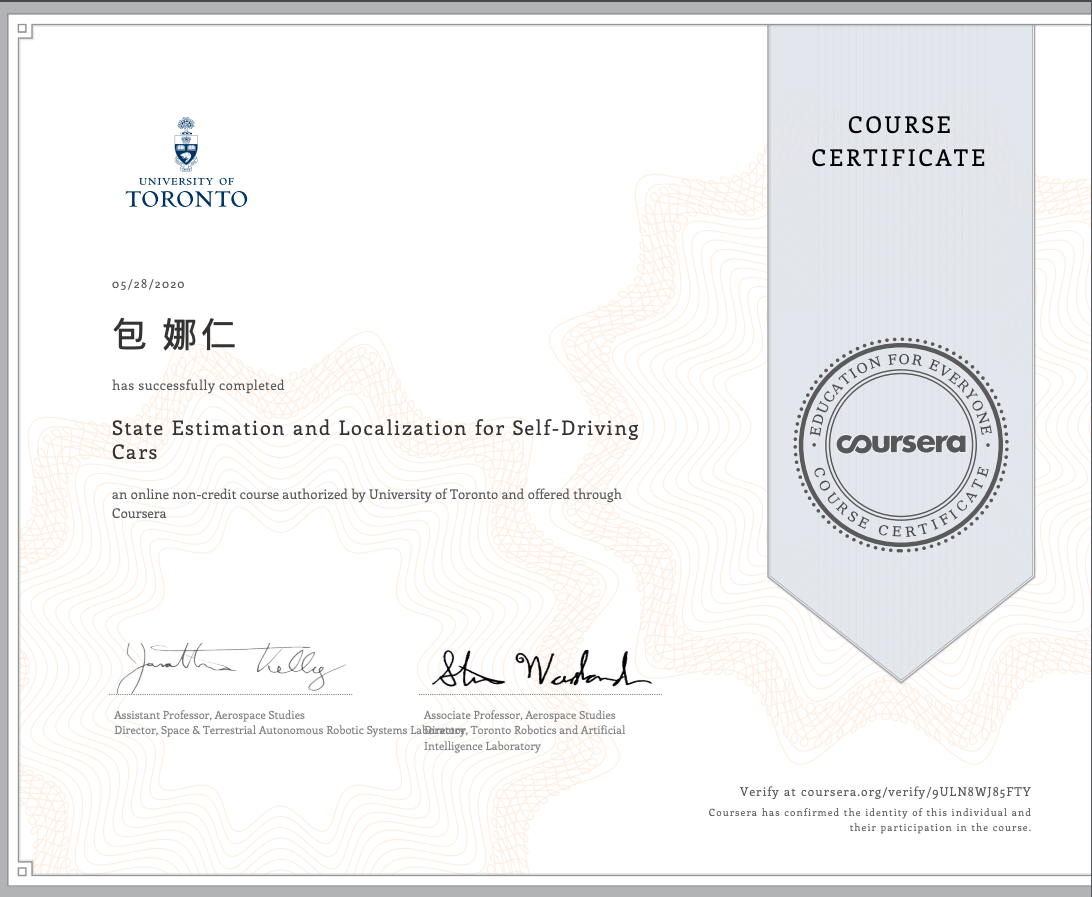 UNIVERSITY OF
TORONTO
COURSE
CERTIFICATE
05/28/2020
包 娜仁
has successfully completed
State Estimation and Localization for Self-Driving
Cars
an online non-credit course authorized by University of Toronto and offered through
Coursera
EDUCATION FOR EVERYONE
coursera
COURSE CERTIFICATE
Assistant Professor, Aerospace Studies
Director, Space & Terrestrial Autonomous Robotic Systems Laboratory
Associate Professor, Aerospace Studies
Director, Toronto Robotics and Artificial
Intelligence Laboratory
Verify at coursera.org/verify/9ULN8WJ85FTY
Coursera has confirmed the identity of this individual and
their participation in the course.